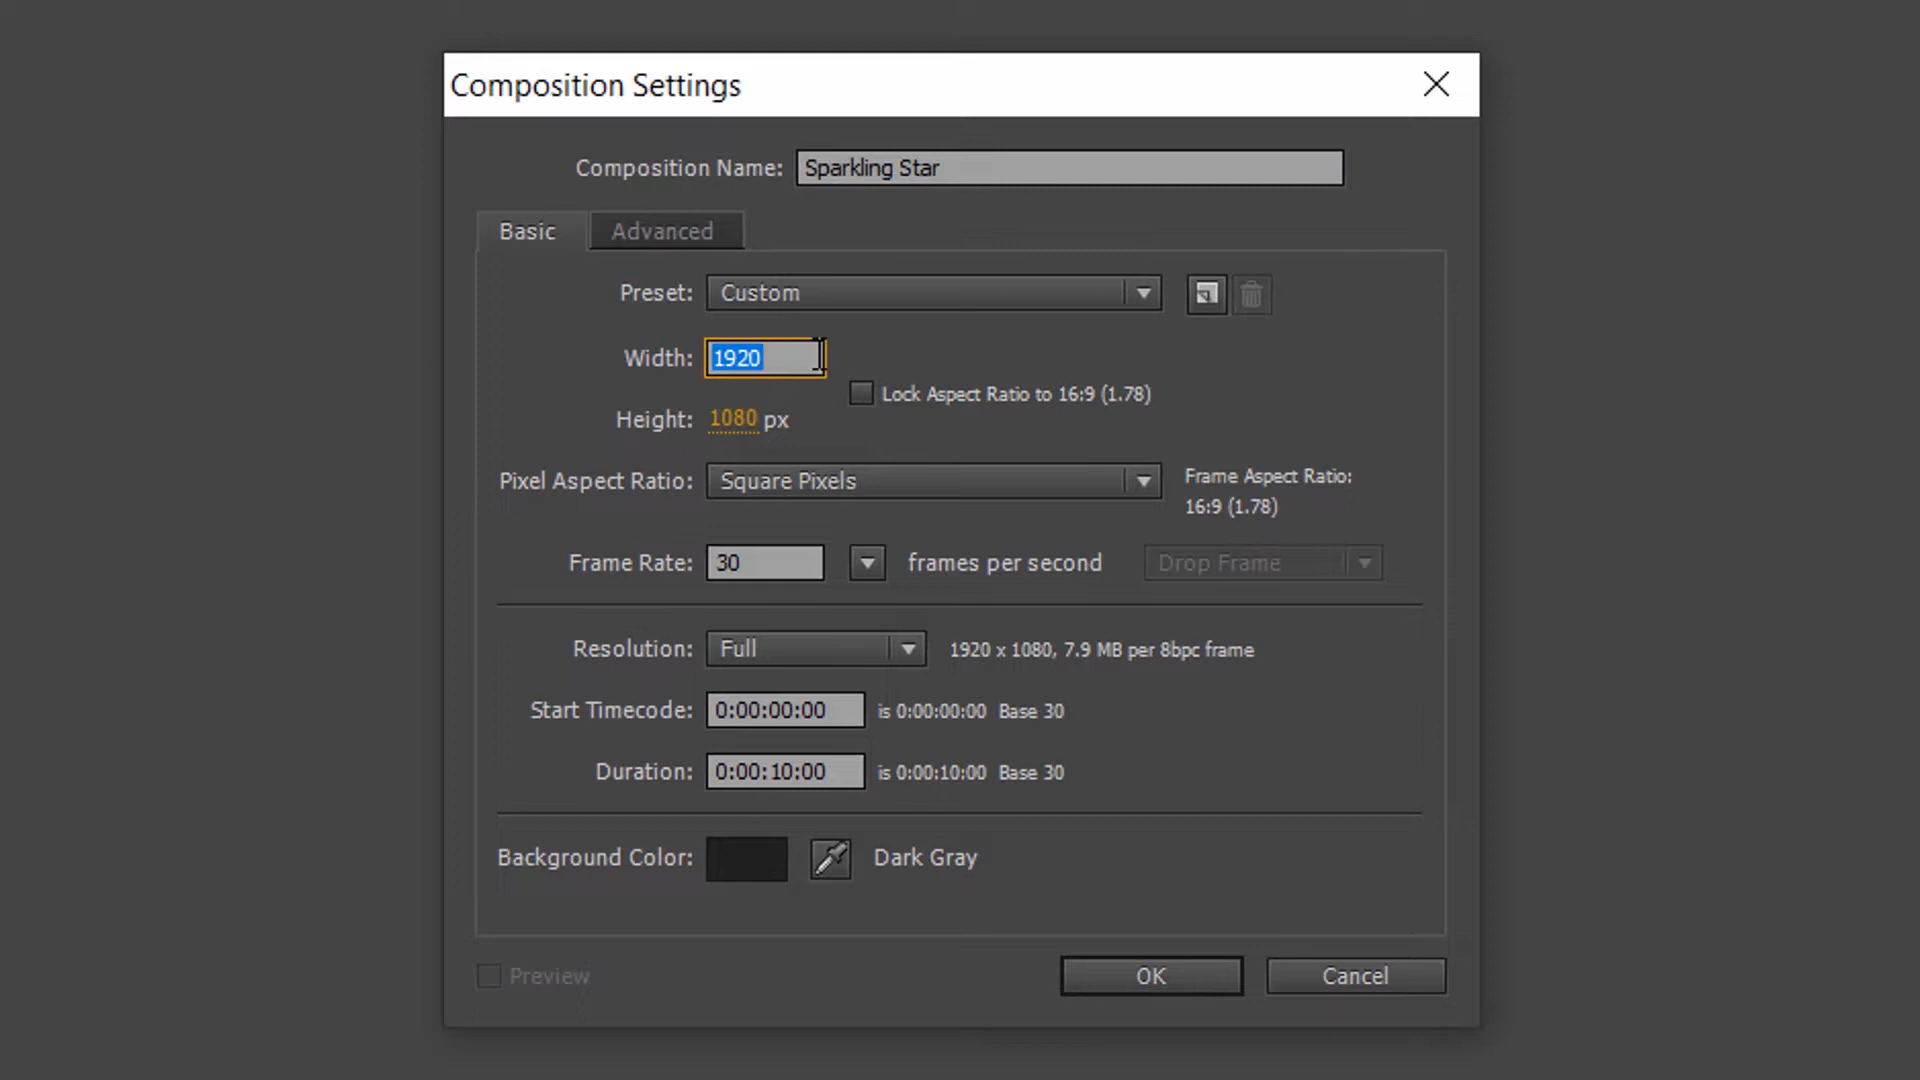 Composition Settings
Composition Name: Sparkling Star
Basic Advanced
Preset: Custom
Width: 1920
Lock Aspect Ratio to 16:9 (1.78)
Height: 1080 px
Pixel Aspect Ratio: Square Pixels Frame Aspect Ratio:
16:9 (1.78)
Frame Rate: 30 frames per second Drop Frame
Resolution: Full 1920 x 1080, 7.9 MB per 8bpc frame
Start Timecode: 0:00:00:00 is 0:00:00:00 Base 30
Duration: 0:00:10:00 is 0:00:10:00 Base 30
Background Color: Dark Gray
Preview OK Cancel